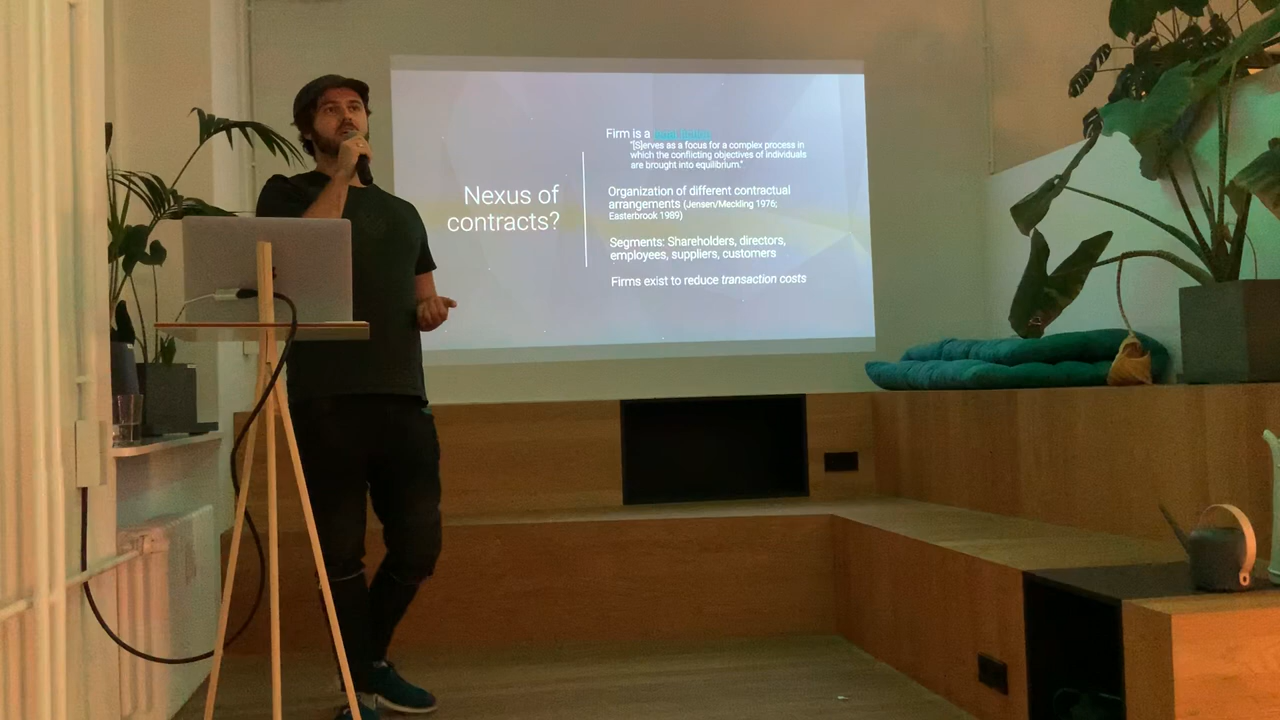 Nexus of
contracts?
Firm is a legal fiction
"[S]erves as a focus for a complex process in
which the conflicting objectives of individuals
are brought into equilibrium."
Organization of different contractual
arrangements (Jensen/Meckling 1976;
Easterbrook 1989)
Segments: Shareholders, directors,
employees, suppliers, customers
Firms exist to reduce transaction costs